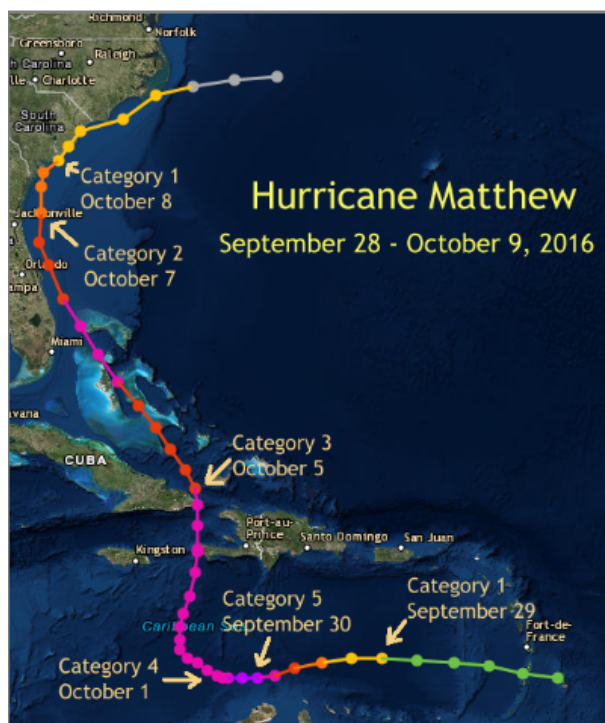 Richmond
Norfolk
Greensboro
Raleigh
h Carolina
lle
Charlotte
South
Carolina
Category 1
October 8
Hurricane Matthew
September 28 - October 9, 2016
Jacksonville
Category 2
October 7
Orlando
ampa
Miami
avana
CUBA
Category 3
October 5
Port-au-
Prince
Santo Domingo
San Juan
Kingston
Category 1
September 29
Category 5
September 30
Caribbean Sea
Fort-de-
France
Category 4
October 1